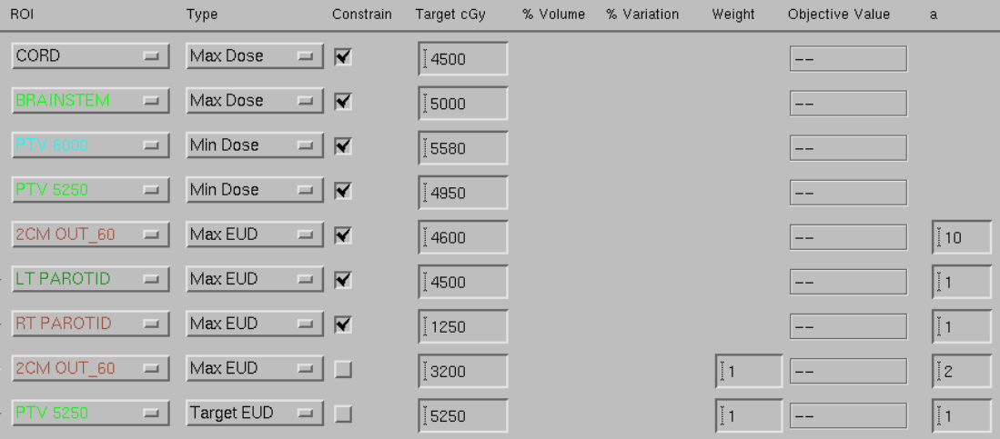 ROI Type Constrain Target cGy % Volume % Variation Weight Objective Value a
CORD Max Dose 4500 --
BRAINSTEM Max Dose 5000 --
PTV 6000 Min Dose 5580 --
PTV 5250 Min Dose 4950 --
2CM OUT_60 Max EUD 4600 -- 10
LT PAROTID Max EUD 4500 -- 1
RT PAROTID Max EUD 1250 -- 1
2CM OUT_60 Max EUD 3200 1 -- 2
PTV 5250 Target EUD 5250 1 -- 1